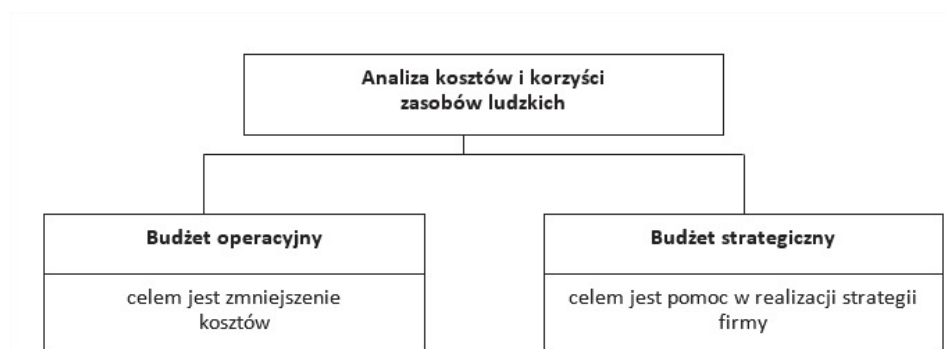 Analiza kosztów i korzyści
zasobów ludzkich
Budżet operacyjny
celem jest zmniejszenie
kosztów
Budżet strategiczny
celem jest pomoc w realizacji strategii
firmy